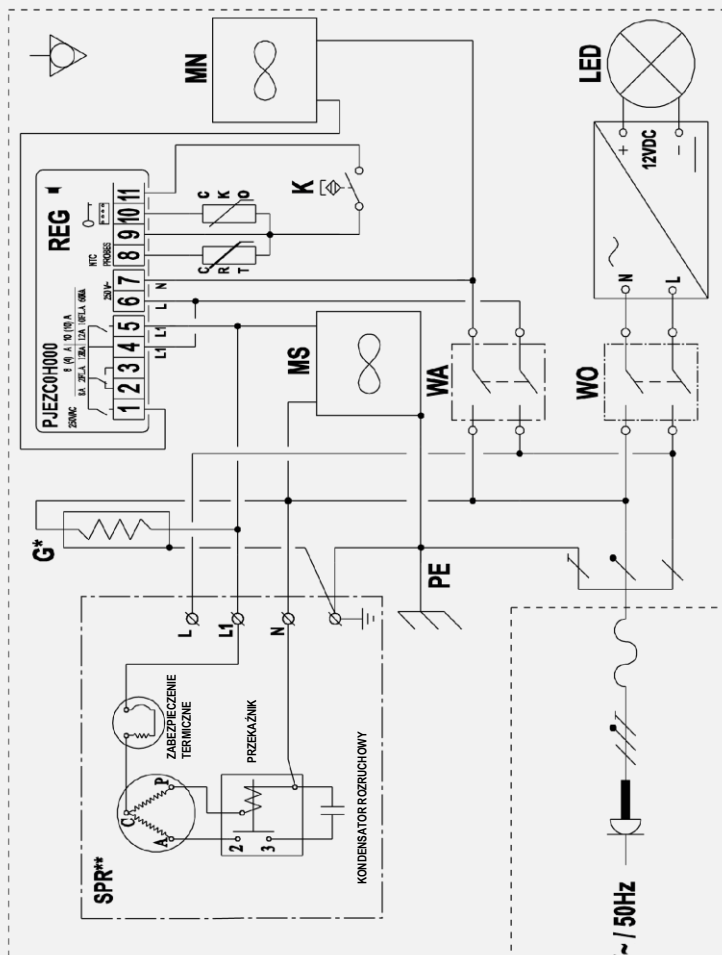 MN
LED
+
12VDC
−
~
N
L
REG
PJEZC0H000
250VAC
NTC
PROBES
250 V~
1
2
3
4
5
6
7
8
9
10
11
L1
L1
L
N
C
R
T
C
K
O
K
MS
WA
WO
G*
PE
L
L1
N
SPR**
ZABEZPIECZENIE
TERMICZNE
PRZEKAŹNIK
KONDENSATOR ROZRUCHOWY
C
A
P
2
3
~ / 50Hz